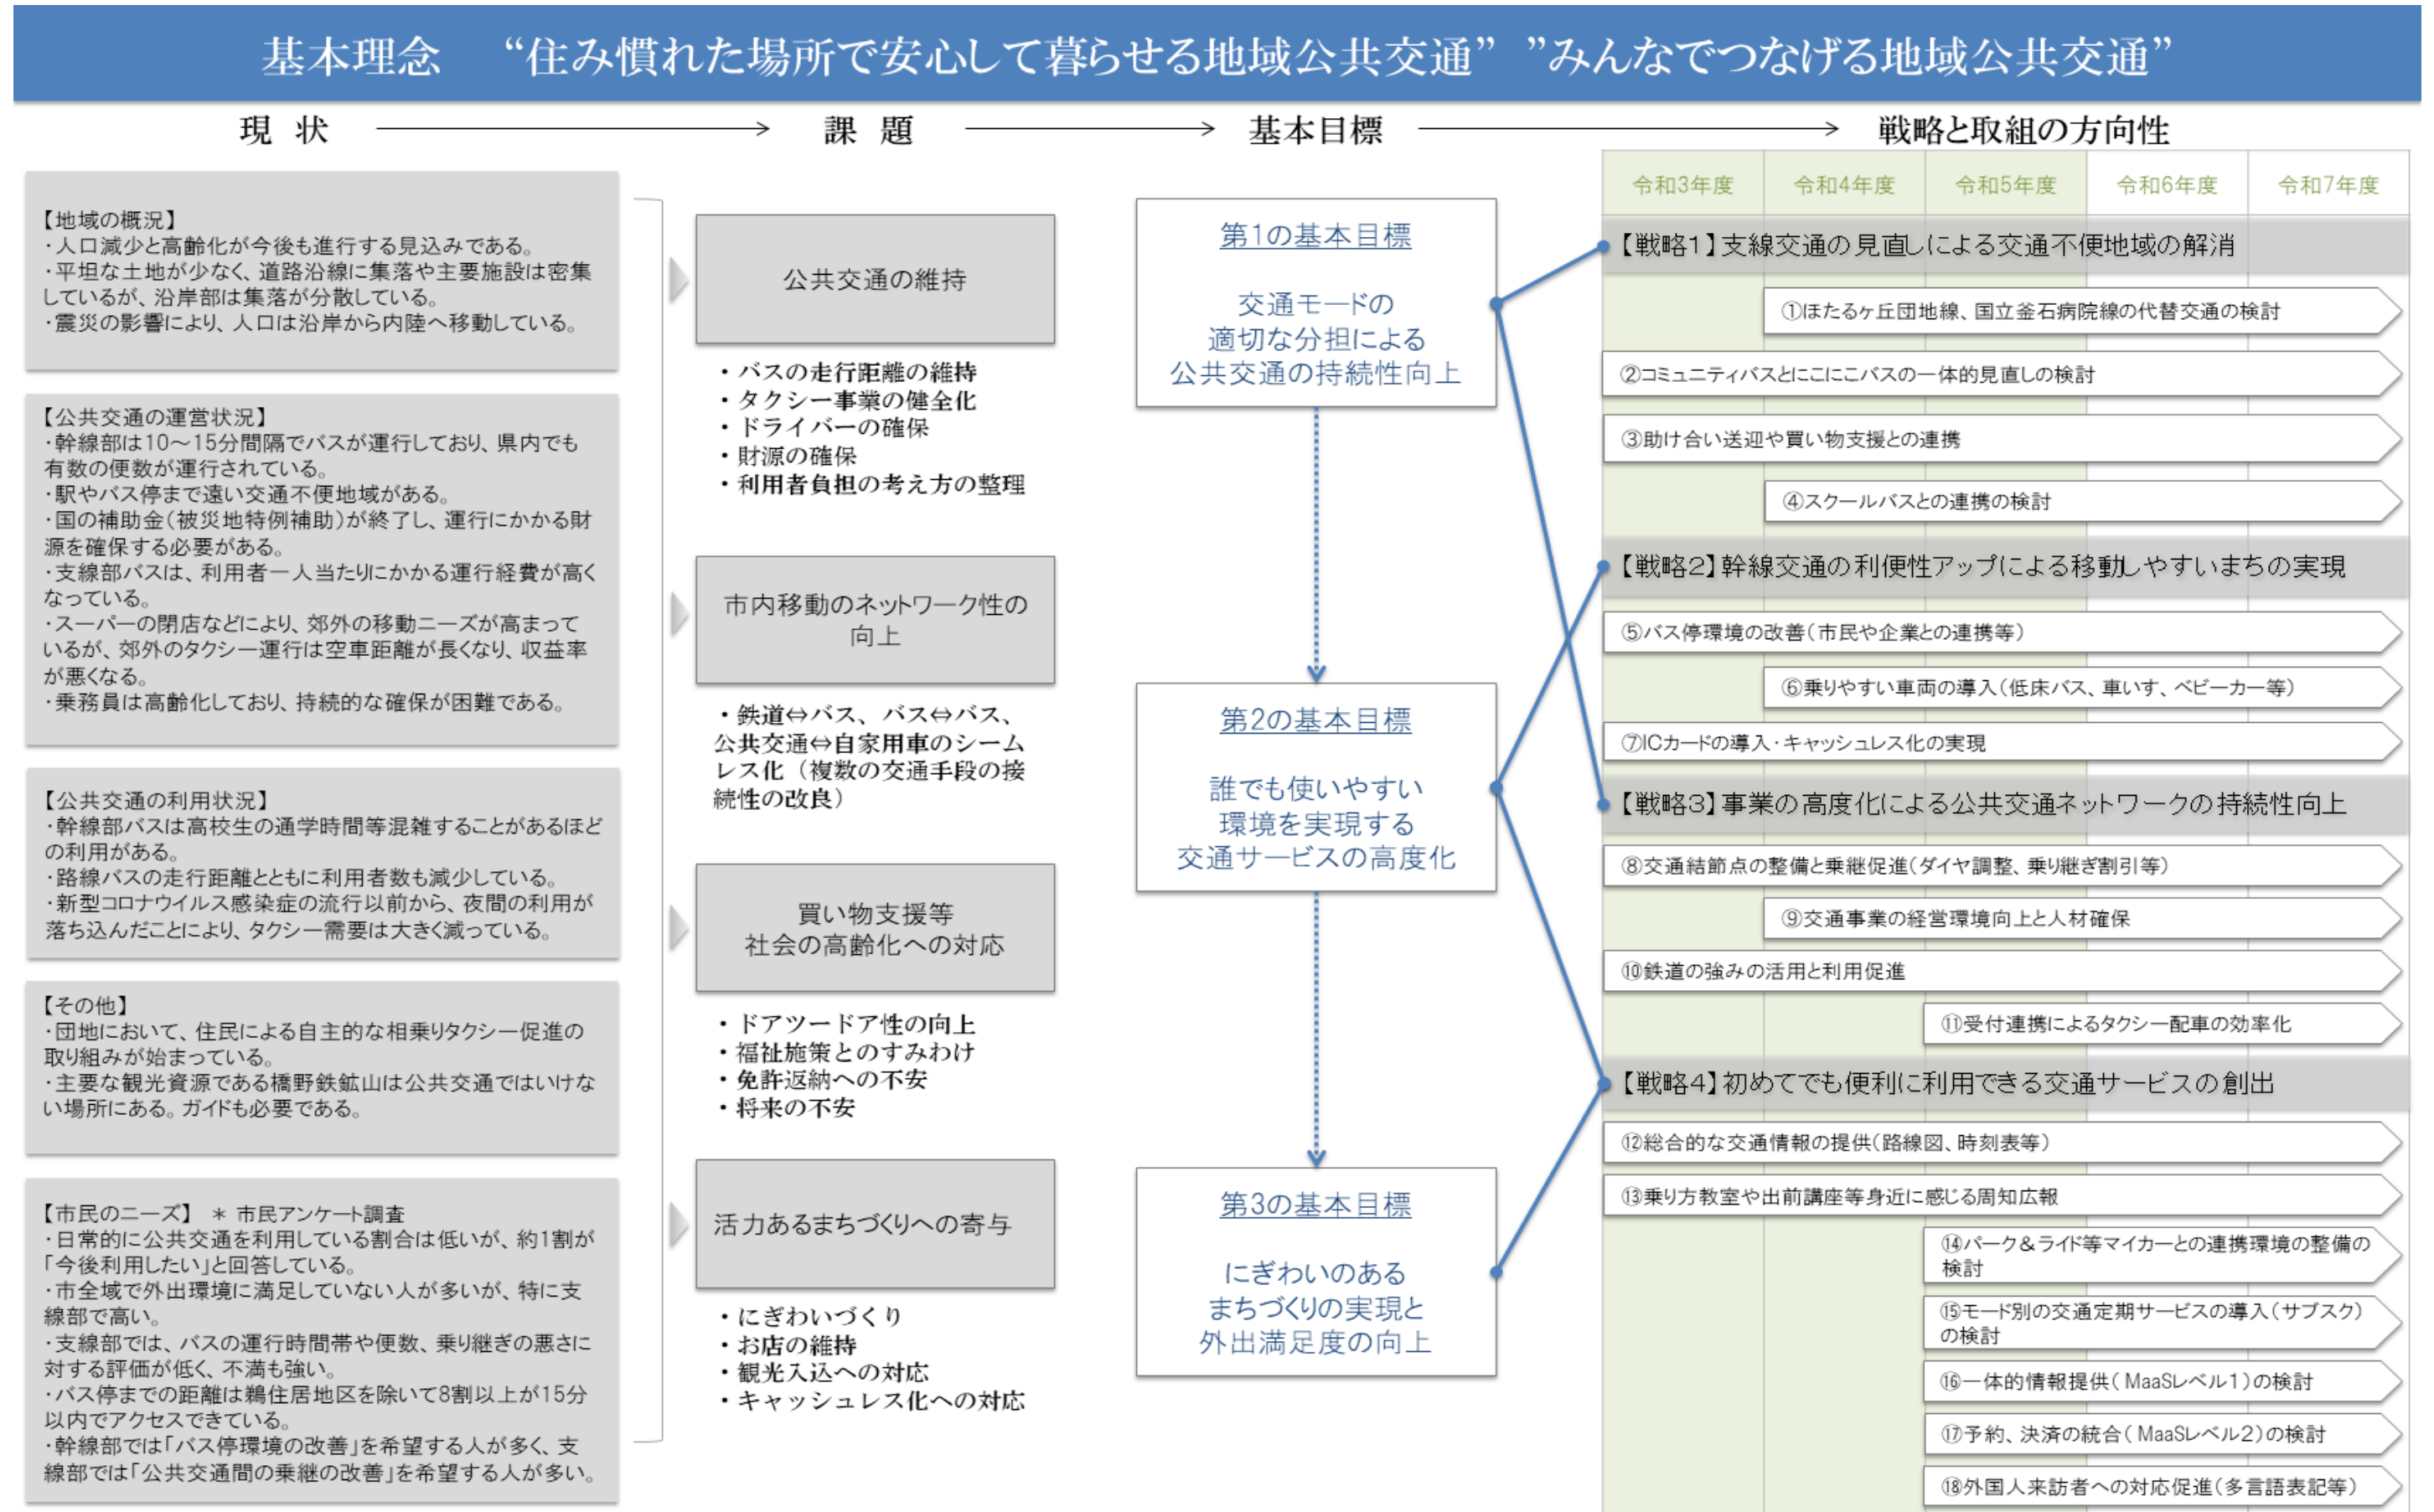 基本理念　“住み慣れた場所で安心して暮らせる地域公共交通” ”みんなでつなげる地域公共交通”
現 状
課 題
基本目標
戦略と取組の方向性
【地域の概況】
・人口減少と高齢化が今後も進行する見込みである。
・平坦な土地が少なく、道路沿線に集落や主要施設は密集
しているが、沿岸部は集落が分散している。
・震災の影響により、人口は沿岸から内陸へ移動している。
【公共交通の運営状況】
・幹線部は10～15分間隔でバスが運行しており、県内でも
有数の便数が運行されている。
・駅やバス停まで遠い交通不便地域がある。
・国の補助金（被災地特例補助）が終了し、運行にかかる財
源を確保する必要がある。
・支線部バスは、利用者一人当たりにかかる運行経費が高く
なっている。
・スーパーの閉店などにより、郊外の移動ニーズが高まって
いるが、郊外のタクシー運行は空車距離が長くなり、収益率
が悪くなる。
・乗務員は高齢化しており、持続的な確保が困難である。
【公共交通の利用状況】
・幹線部バスは高校生の通学時間等混雑することがあるほど
の利用がある。
・路線バスの走行距離とともに利用者数も減少している。
・新型コロナウイルス感染症の流行以前から、夜間の利用が
落ち込んだことにより、タクシー需要は大きく減っている。
【その他】
・団地において、住民による自主的な相乗りタクシー促進の
取り組みが始まっている。
・主要な観光資源である橋野鉄鉱山は公共交通ではいけな
い場所にある。ガイドも必要である。
【市民のニーズ】 ＊ 市民アンケート調査
・日常的に公共交通を利用している割合は低いが、約1割が
「今後利用したい」と回答している。
・市全域で外出環境に満足していない人が多いが、特に支
線部で高い。
・支線部では、バスの運行時間帯や便数、乗り継ぎの悪さに
対する評価が低く、不満も強い。
・バス停までの距離は鵜住居地区を除いて8割以上が15分
以内でアクセスできている。
・幹線部では「バス停環境の改善」を希望する人が多く、支
線部では「公共交通間の乗継の改善」を希望する人が多い。
公共交通の維持
・バスの走行距離の維持
・タクシー事業の健全化
・ドライバーの確保
・財源の確保
・利用者負担の考え方の整理
市内移動のネットワーク性の
向上
・鉄道⇔バス、バス⇔バス、
公共交通⇔自家用車のシーム
レス化（複数の交通手段の接
続性の改良）
買い物支援等
社会の高齢化への対応
・ドアツードア性の向上
・福祉施策とのすみわけ
・免許返納への不安
・将来の不安
活力あるまちづくりへの寄与
・にぎわいづくり
・お店の維持
・観光入込への対応
・キャッシュレス化への対応
第1の基本目標
交通モードの
適切な分担による
公共交通の持続性向上
第2の基本目標
誰でも使いやすい
環境を実現する
交通サービスの高度化
第3の基本目標
にぎわいのある
まちづくりの実現と
外出満足度の向上
令和3年度 令和4年度 令和5年度 令和6年度 令和7年度
【戦略1】支線交通の見直しによる交通不便地域の解消
①ほたるヶ丘団地線、国立釜石病院線の代替交通の検討
②コミュニティバスとにこにこバスの一体的見直しの検討
③助け合い送迎や買い物支援との連携
④スクールバスとの連携の検討
【戦略2】幹線交通の利便性アップによる移動しやすいまちの実現
⑤バス停環境の改善（市民や企業との連携等）
⑥乗りやすい車両の導入（低床バス、車いす、ベビーカー等）
⑦ICカードの導入・キャッシュレス化の実現
【戦略3】事業の高度化による公共交通ネットワークの持続性向上
⑧交通結節点の整備と乗継促進（ダイヤ調整、乗り継ぎ割引等）
⑨交通事業の経営環境向上と人材確保
⑩鉄道の強みの活用と利用促進
⑪受付連携によるタクシー配車の効率化
【戦略4】初めてでも便利に利用できる交通サービスの創出
⑫総合的な交通情報の提供（路線図、時刻表等）
⑬乗り方教室や出前講座等身近に感じる周知広報
⑭パーク＆ライド等マイカーとの連携環境の整備の
検討
⑮モード別の交通定期サービスの導入（サブスク）
の検討
⑯一体的情報提供（MaaSレベル1）の検討
⑰予約、決済の統合（MaaSレベル2）の検討
⑱外国人来訪者への対応促進（多言語表記等）